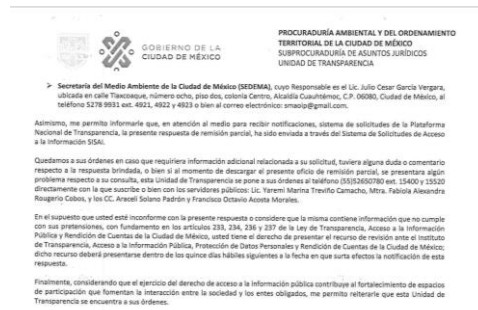 GOBIERNO DE LA
CIUDAD DE MÉXICO
PROCURADURÍA AMBIENTAL Y DEL ORDENAMIENTO
TERRITORIAL DE LA CIUDAD DE MÉXICO
SUBPROCURADURÍA DE ASUNTOS JURÍDICOS
UNIDAD DE TRANSPARENCIA
➢ Secretaría del Medio Ambiente de la Ciudad de México (SEDEMA), cuyo Responsable es el Lic. Julio Cesar García Vergara,
ubicada en calle Tlaxcoaque, número ocho, piso dos, colonia Centro, Alcaldía Cuauhtémoc, C.P. 06080, Ciudad de México, al
teléfono 5278 9931 ext. 4921, 4922 y 4923 o bien al correo electrónico: smaoip@gmail.com.
Asimismo, me permito informarle que, en atención al medio para recibir notificaciones, sistema de solicitudes de la Plataforma
Nacional de Transparencia, la presente respuesta de remisión parcial, ha sido enviada a través del Sistema de Solicitudes de Acceso
a la Información SISAI.
Quedamos a sus órdenes en caso que requiriera información adicional relacionada a su solicitud, tuviera alguna duda o comentario
respecto a la respuesta brindada, o bien si al momento de descargar el presente oficio de remisión parcial, se presentara algún
problema respecto a su consulta, esta Unidad de Transparencia se pone a sus órdenes al teléfono (55)52650780 ext. 15400 y 15520
directamente con la que suscribe o bien con los servidores públicos: Lic. Yaremi Marina Treviño Camacho, Mtra. Fabiola Alexandra
Rougerio Cobos, y los CC. Araceli Solano Padrón y Francisco Octavio Acosta Morales.
En el supuesto que usted esté inconforme con la presente respuesta o considere que la misma contiene información que no cumple
con sus pretensiones, con fundamento en los artículos 233, 234, 236 y 237 de la Ley de Transparencia, Acceso a la Información
Pública y Rendición de Cuentas de la Ciudad de México, usted tiene el derecho de presentar el recurso de revisión ante el Instituto
de Transparencia, Acceso a la Información Pública, Protección de Datos Personales y Rendición de Cuentas de la Ciudad de México;
dicho recurso deberá presentarse dentro de los quince días hábiles siguientes a la fecha en que surta efectos la notificación de esta
respuesta.
Finalmente, considerando que el ejercicio del derecho de acceso a la información pública contribuye al fortalecimiento de espacios
de participación que fomentan la interacción entre la sociedad y los entes obligados, me permito reiterarle que esta Unidad de
Transparencia se encuentra a sus órdenes.